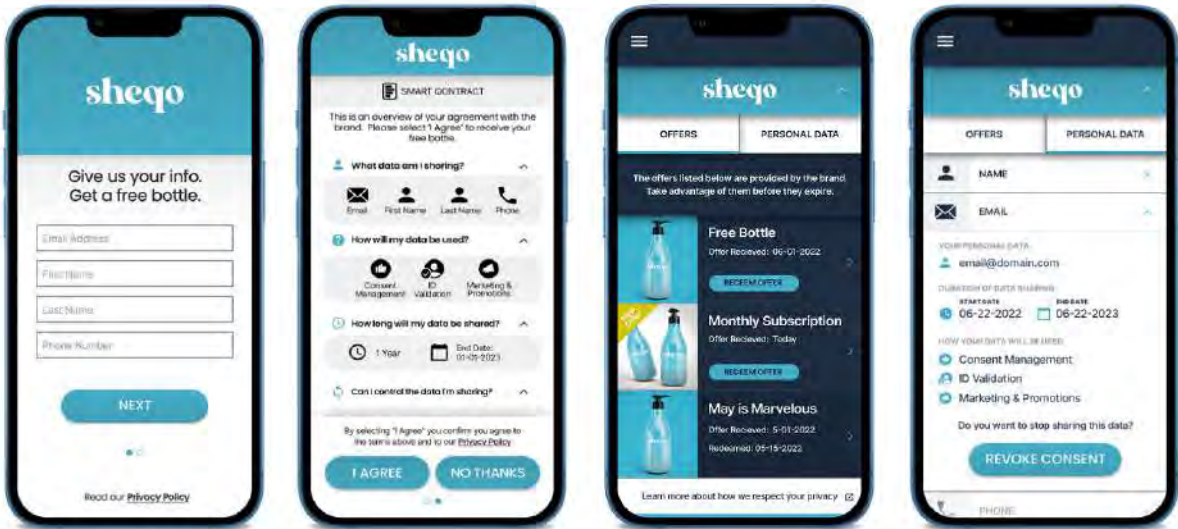 sheqo
Give us your info.
Get a free bottle.
Email Address
First Name
Last Name
Phone Number
NEXT
Read our Privacy Policy
sheqo
SMART CONTRACT
This is an overview of your agreement with the
brand. Please select "I Agree" to receive your
free bottle.
What data am I sharing?
Email First Name Last Name Phone
How will my data be used?
Consent Management
ID Validation
Marketing & Promotions
How long will my data be shared?
1 Year
End Date:
01-01-2023
Can I control the data I'm sharing?
By selecting "I Agree" you confirm you agree to
the terms above and to our Privacy Policy
I AGREE NO THANKS
sheqo
OFFERS PERSONAL DATA
The offers listed below are provided by the brand.
Take advantage of them before they expire.
Free Bottle
Offer Recieved: 06-01-2022
REDEEM OFFER
Monthly Subscription
Offer Recieved: Today
REDEEM OFFER
May is Marvelous
Offer Recieved: 5-01-2022
Redeemed: 05-15-2022
Learn more about how we respect your privacy
sheqo
OFFERS PERSONAL DATA
NAME
EMAIL
YOUR PERSONAL DATA
email@domain.com
DURATION OF DATA SHARING
START DATE END DATE
06-22-2022 06-22-2023
HOW YOUR DATA WILL BE USED
Consent Management
ID Validation
Marketing & Promotions
Do you want to stop sharing this data?
REVOKE CONSENT
PHONE